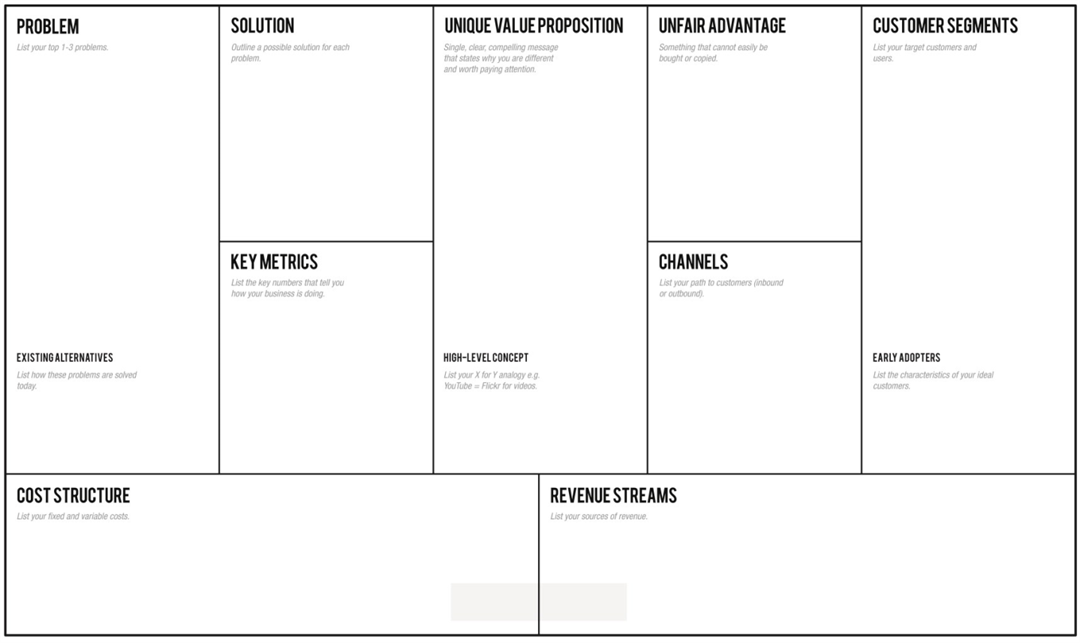 PROBLEM
List your top 1-3 problems.
EXISTING ALTERNATIVES
List how these problems are solved
today.
SOLUTION
Outline a possible solution for each
problem.
KEY METRICS
List the key numbers that tell you
how your business is doing.
UNIQUE VALUE PROPOSITION
Single, clear, compelling message
that states why you are different
and worth paying attention.
HIGH-LEVEL CONCEPT
List your X for Y analogy e.g.
YouTube = Flickr for videos.
UNFAIR ADVANTAGE
Something that cannot easily be
bought or copied.
CHANNELS
List your path to customers (inbound
or outbound).
CUSTOMER SEGMENTS
List your target customers and
users.
EARLY ADOPTERS
List the characteristics of your ideal
customers.
COST STRUCTURE
List your fixed and variable costs.
REVENUE STREAMS
List your sources of revenue.